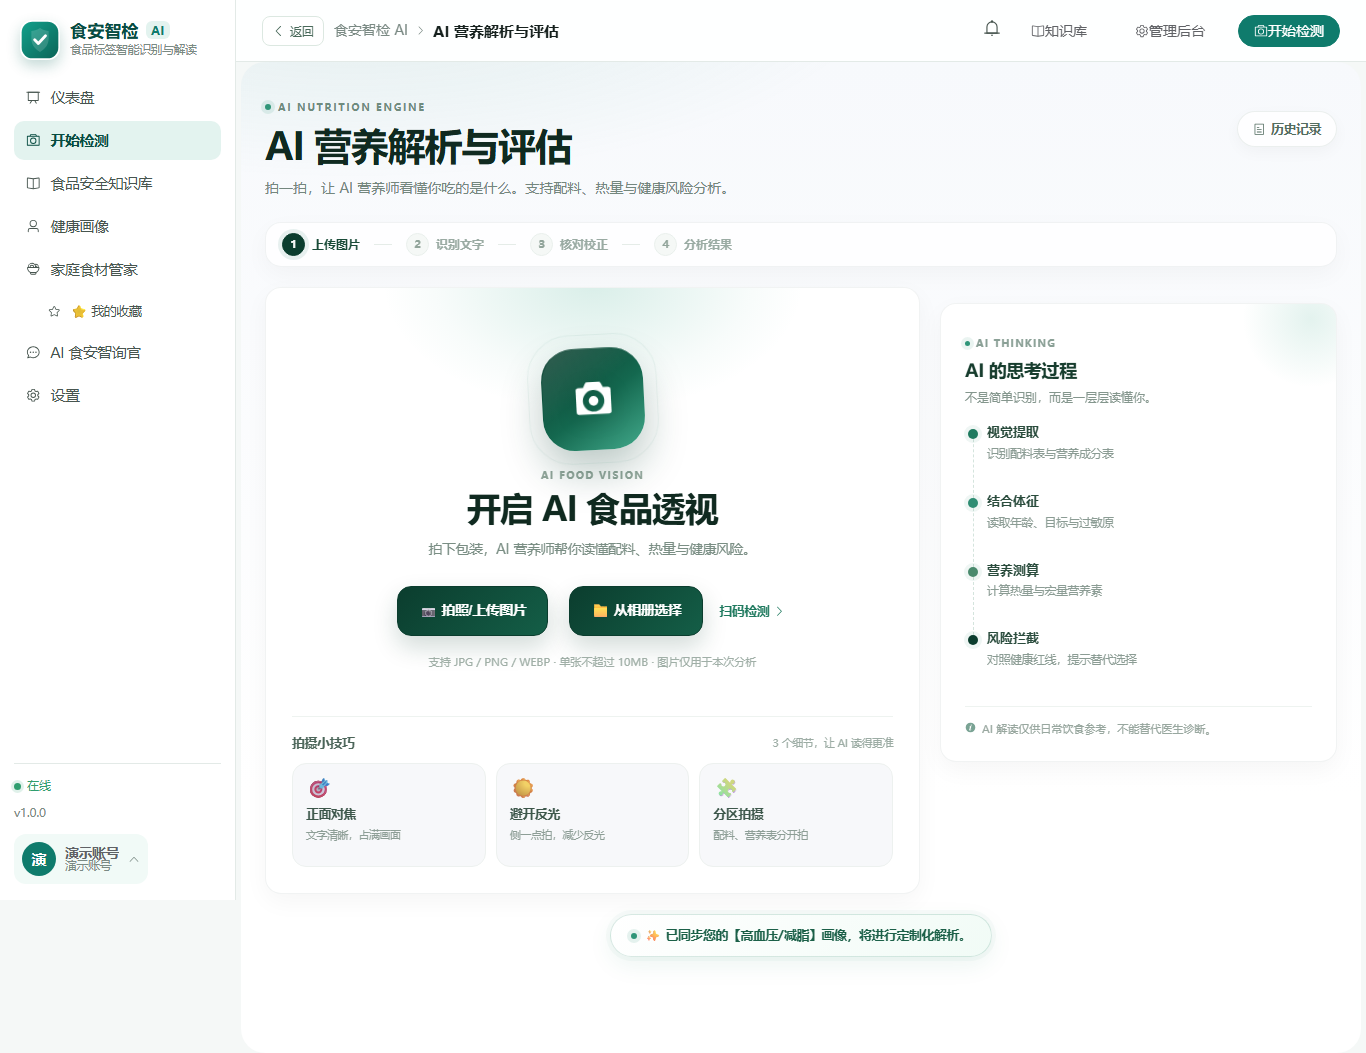 食安智检 AI
食品标签智能识别与解读
仪表盘
开始检测
食品安全知识库
健康画像
家庭食材管家
我的收藏
AI 食安智询官
设置
在线
v1.0.0
演
演示账号
演示账号
返回
食安智检 AI
AI 营养解析与评估
知识库
管理后台
开始检测
AI NUTRITION ENGINE
AI 营养解析与评估
拍一拍，让 AI 营养师看懂你吃的是什么。支持配料、热量与健康风险分析。
历史记录
1 上传图片
2 识别文字
3 核对校正
4 分析结果
AI FOOD VISION
开启 AI 食品透视
拍下包装，AI 营养师帮你读懂配料、热量与健康风险。
拍照/上传图片
从相册选择
扫码检测
支持 JPG / PNG / WEBP · 单张不超过 10MB · 图片仅用于本次分析
拍摄小技巧
3 个细节，让 AI 读得更准
正面对焦
文字清晰，占满画面
避开反光
侧一点拍，减少反光
分区拍摄
配料、营养表分开拍
AI THINKING
AI 的思考过程
不是简单识别，而是一层层读懂你。
视觉提取
识别配料表与营养成分表
结合体征
读取年龄、目标与过敏原
营养测算
计算热量与宏量营养素
风险拦截
对照健康红线，提示替代选择
AI 解读仅供日常饮食参考，不能替代医生诊断。
已同步您的【高血压/减脂】画像，将进行定制化解析。